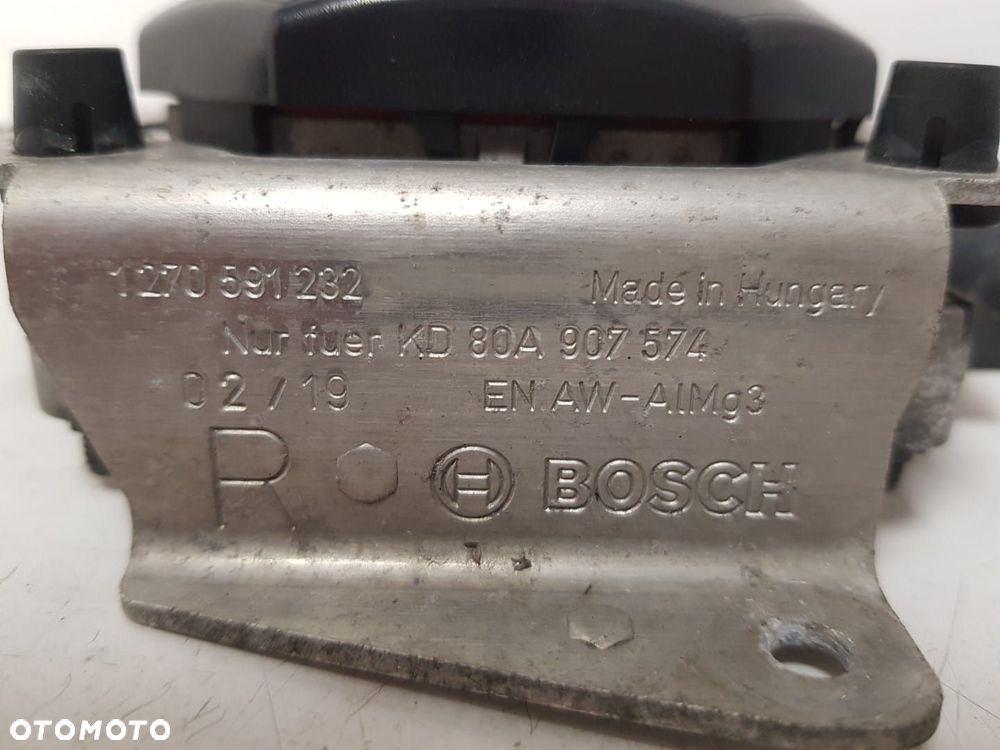 1 270 591 232 Made in Hungary
Nur fuer KD 80A 907 574
02/19 EN AW-AlMg3
R H BOSCH
OTOMOTO